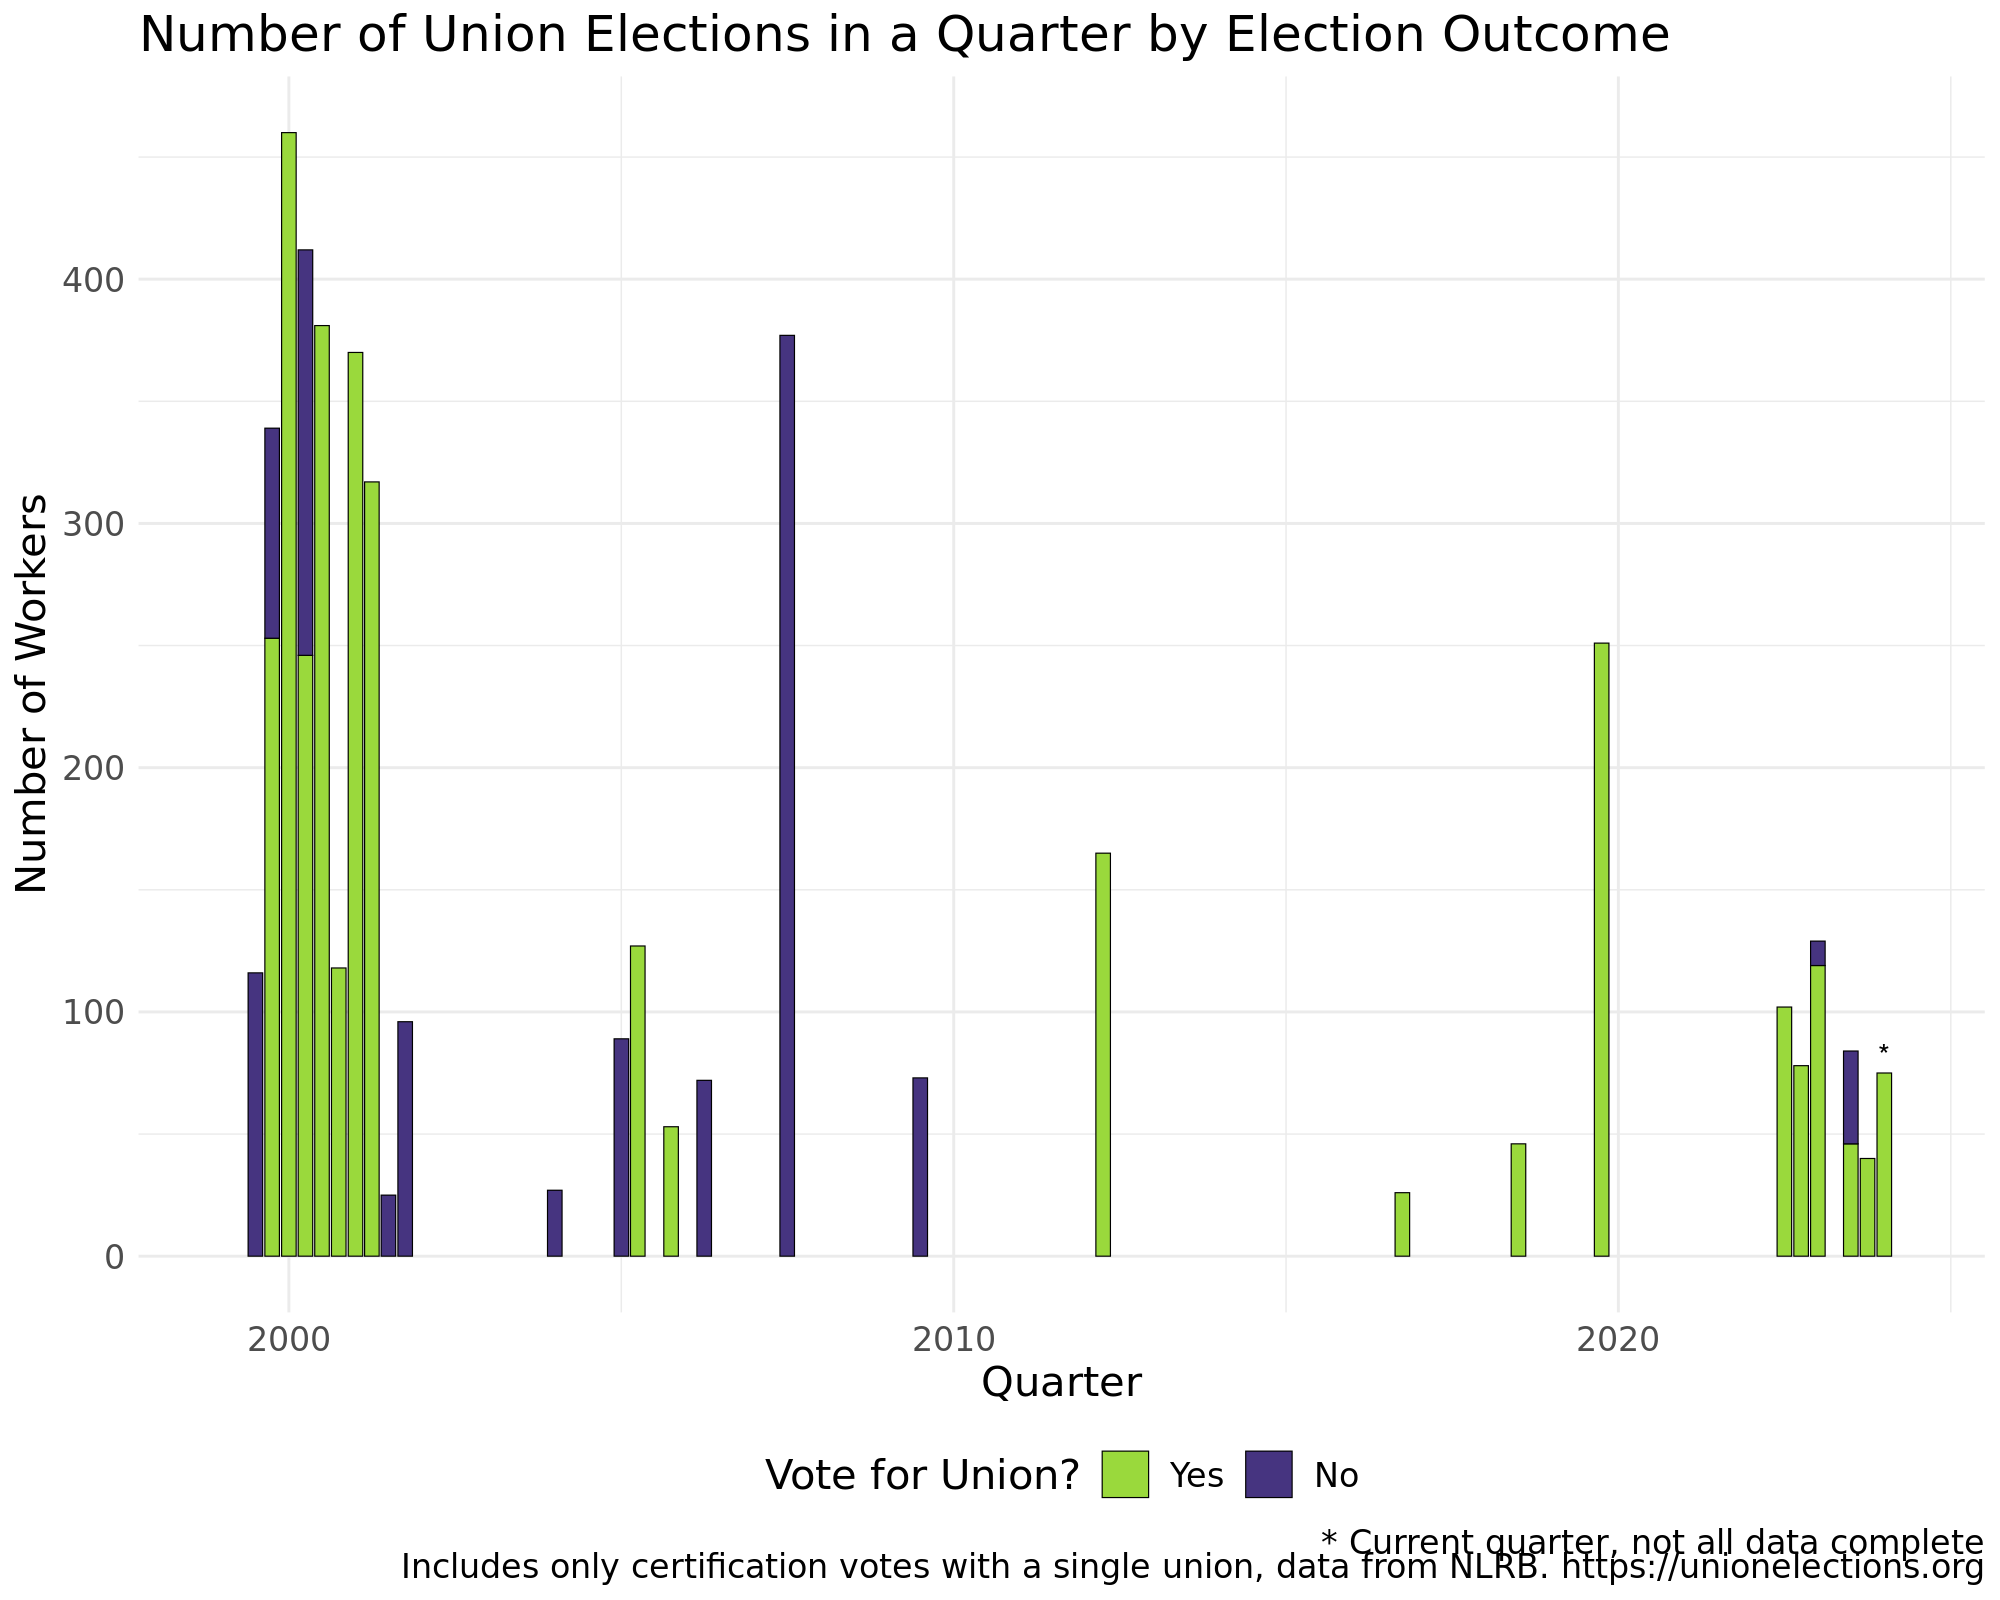 Number of Union Elections in a Quarter by Election Outcome
Number of Workers
400
300
200
100
0
*
2000
2010
2020
Quarter
Vote for Union?
Yes
No
* Current quarter, not all data complete
Includes only certification votes with a single union, data from NLRB. https://unionelections.org